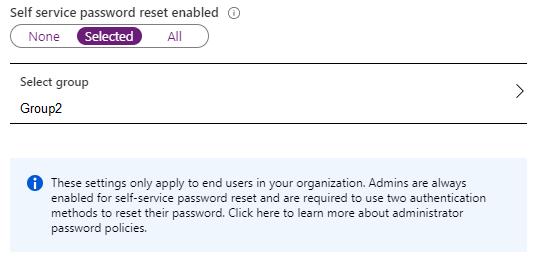 Self service password reset enabled
None Selected All
Select group
Group2
These settings only apply to end users in your organization. Admins are always
enabled for self-service password reset and are required to use two authentication
methods to reset their password. Click here to learn more about administrator
password policies.